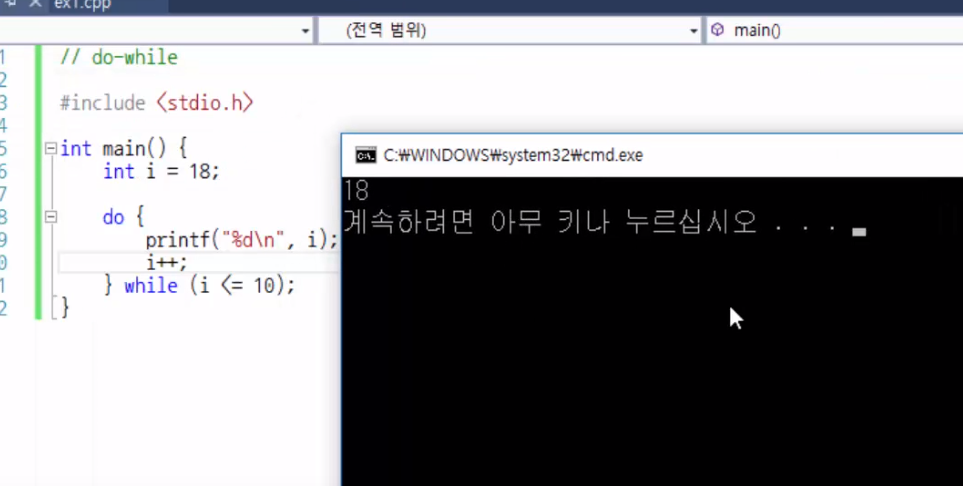 ex1.cpp
(전역 범위)
main()
1 // do-while
2
3 #include <stdio.h>
4
5 int main() {
6 int i = 18;
7
8 do {
9 printf("%d\n", i);
0 i++;
1 } while (i <= 10);
2 }
C:₩WINDOWS₩system32₩cmd.exe
18
계속하려면 아무 키나 누르십시오 . . .